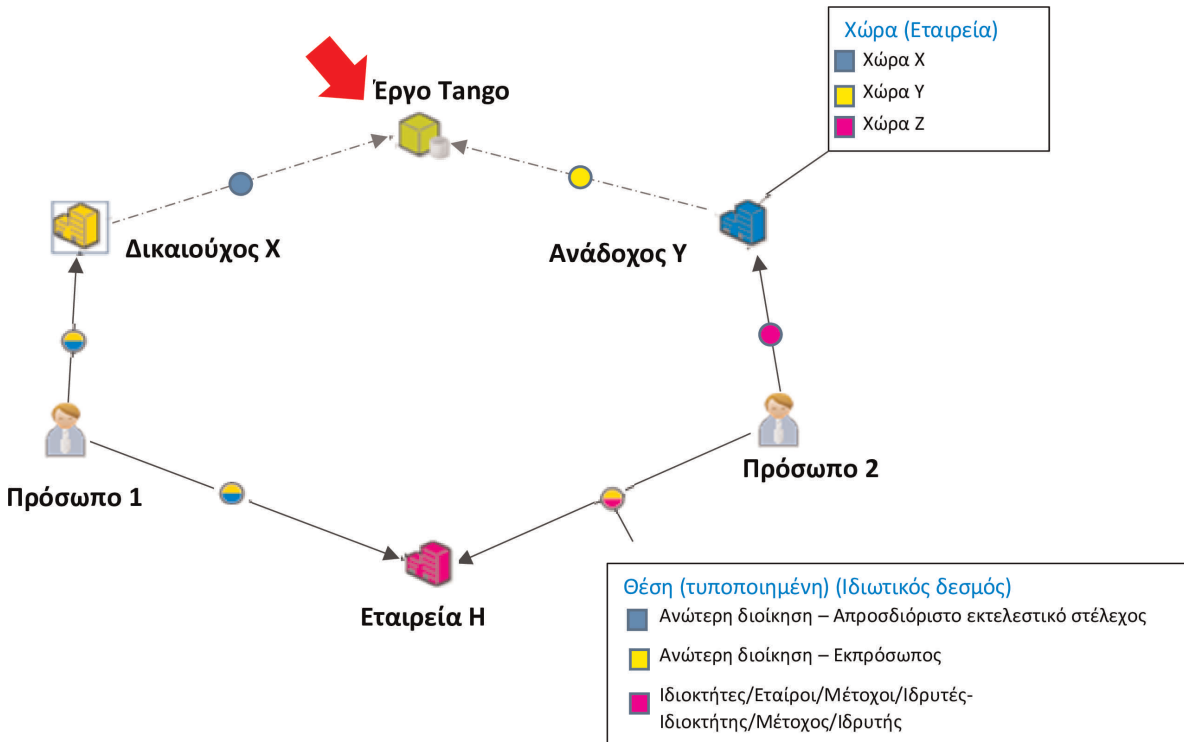 Χώρα (Εταιρεία)
Χώρα X
Χώρα Y
Χώρα Z
Έργο Tango
Δικαιούχος X
Ανάδοχος Y
Πρόσωπο 1
Πρόσωπο 2
Εταιρεία H
Θέση (τυποποιημένη) (Ιδιωτικός δεσμός)
Ανώτερη διοίκηση – Απροσδιόριστο εκτελεστικό στέλεχος
Ανώτερη διοίκηση – Εκπρόσωπος
Ιδιοκτήτες/Εταίροι/Μέτοχοι/Ιδρυτές-
Ιδιοκτήτης/Μέτοχος/Ιδρυτής